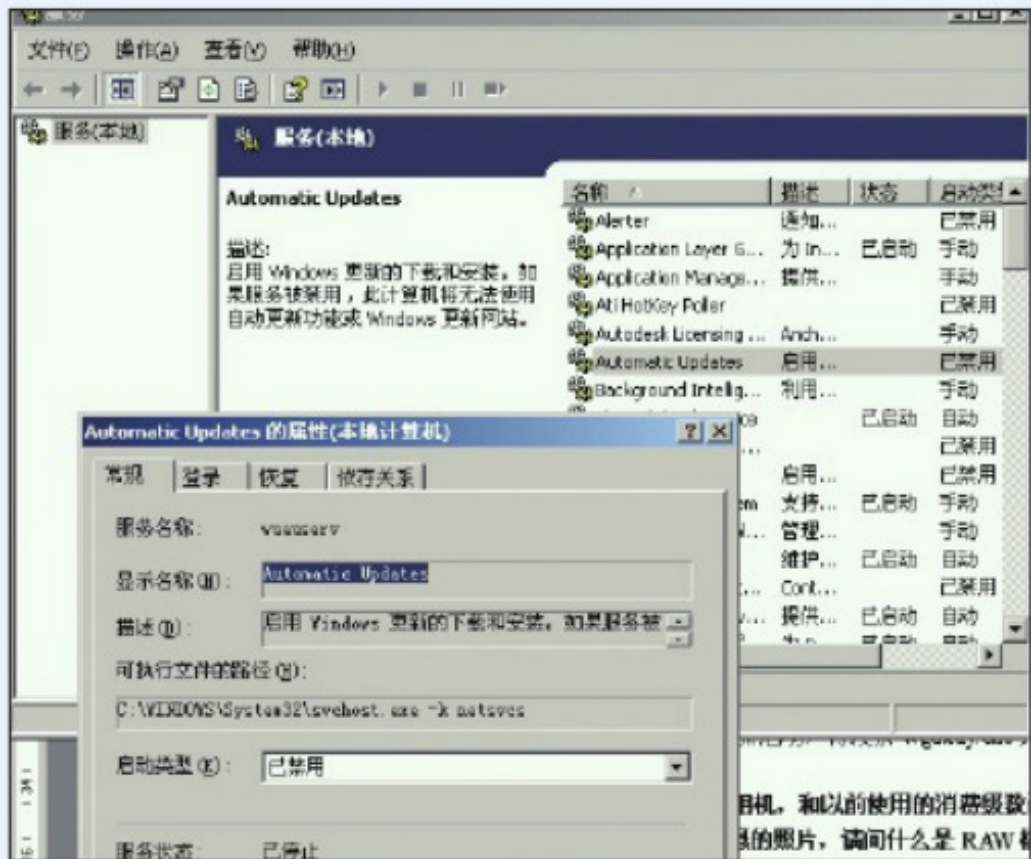 文件(F) 操作(A) 查看(V) 帮助(H)
服务(本地)
服务(本地)
Automatic Updates
描述:
启用 Windows 更新的下载和安装。如
果服务被禁用，此计算机将无法使用
自动更新功能或 Windows 更新网站。
名称 描述 状态 启动类型
Alerter 通知... 已禁用
Application Layer G... 为 In... 已启动 手动
Application Manage... 提供... 手动
Ati HotKey Poller 已禁用
Autodesk Licensing ... Anch... 手动
Automatic Updates 启用... 已禁用
Background Intellig... 利用... 手动
已启动 自动
... 已禁用
启用... 已禁用
em 支持... 已启动 手动
... 管理... 手动
维护... 已启动 自动
... Cont... 已禁用
... 提供... 已启动 自动
Automatic Updates 的属性(本地计算机)
常规 登录 恢复 依存关系
服务名称: wuauserv
显示名称(N): Automatic Updates
描述(D): 启用 Windows 更新的下载和安装。如果服务被
可执行文件的路径(H):
C:\WINDOWS\System32\svchost.exe -k netsvcs
启动类型(E): 已禁用
服务状态: 已停止
相机，和以前使用的消费级数
的照片，请问什么是 RAW